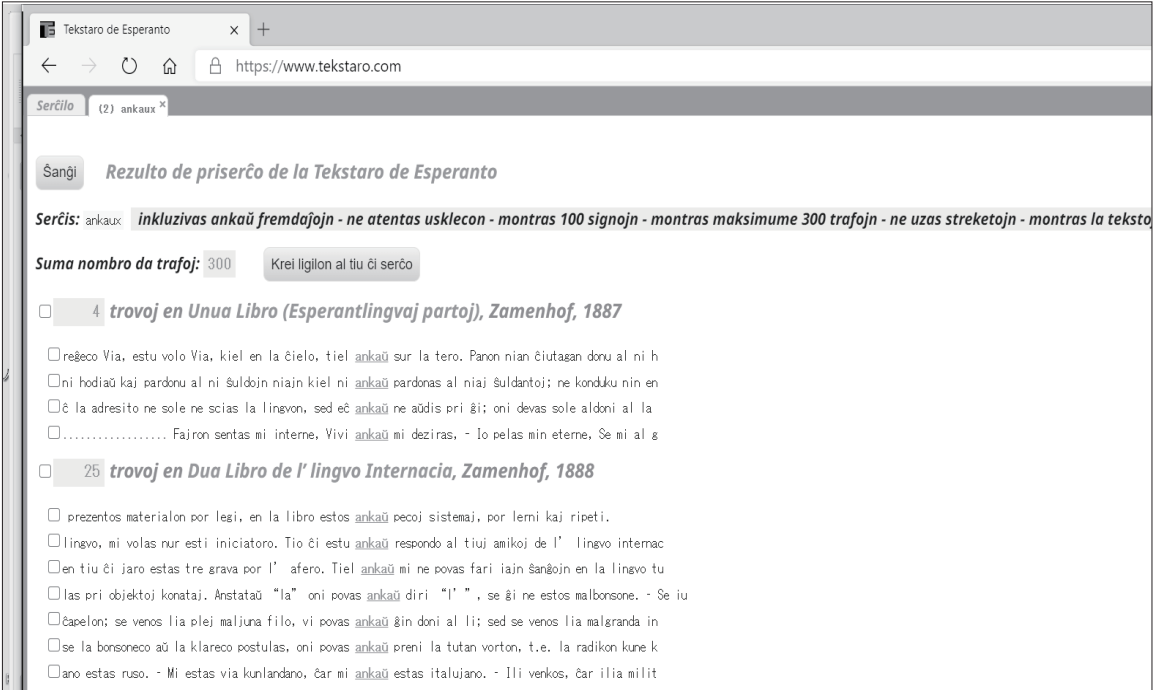 Tekstaro de Esperanto
https://www.tekstaro.com
Serĉilo
(2) ankaux ×
Ŝanĝi Rezulto de priserĉo de la Tekstaro de Esperanto
Serĉis: ankaux inkluzivas ankaŭ fremdaĵojn - ne atentas usklecon - montras 100 signojn - montras maksimume 300 trafojn - ne uzas streketojn - montras la teksto
Suma nombro da trafoj: 300 Krei ligilon al tiu ĉi serĉo
4 trovoj en Unua Libro (Esperantlingvaj partoj), Zamenhof, 1887
reĝeco Via, estu volo Via, kiel en la ĉielo, tiel ankaŭ sur la tero. Panon nian ĉiutagan donu al ni h
ni hodiaŭ kaj pardonu al ni ŝuldojn niajn kiel ni ankaŭ pardonas al niaj ŝuldantoj; ne konduku nin en
ĉ la adresito ne sole ne scias la lingvon, sed eĉ ankaŭ ne aŭdis pri ĝi; oni devas sole aldoni al la
.................. Fajron sentas mi interne, Vivi ankaŭ mi deziras, - Io pelas min eterne, Se mi al g
25 trovoj en Dua Libro de l’ lingvo Internacia, Zamenhof, 1888
prezentos materialon por legi, en la libro estos ankaŭ pecoj sistemaj, por lerni kaj ripeti.
lingvo, mi volas nur esti iniciatoro. Tio ĉi estu ankaŭ respondo al tiuj amikoj de l’ lingvo internac
en tiu ĉi jaro estas tre grava por l’ afero. Tiel ankaŭ mi ne povas fari iajn ŝanĝojn en la lingvo tu
las pri objektoj konataj. Anstataŭ “la” oni povas ankaŭ diri “l’”, se ĝi ne estos malbonsone. - Se iu
ĉapelon; se venos lia plej maljuna filo, vi povas ankaŭ ĝin doni al li; sed se venos lia malgranda in
se la bonsoneco aŭ la klareco postulas, oni povas ankaŭ preni la tutan vorton, t.e. la radikon kune k
ano estas ruso. - Mi estas via kunlandano, ĉar mi ankaŭ estas italujano. - Ili venkos, ĉar ilia milit